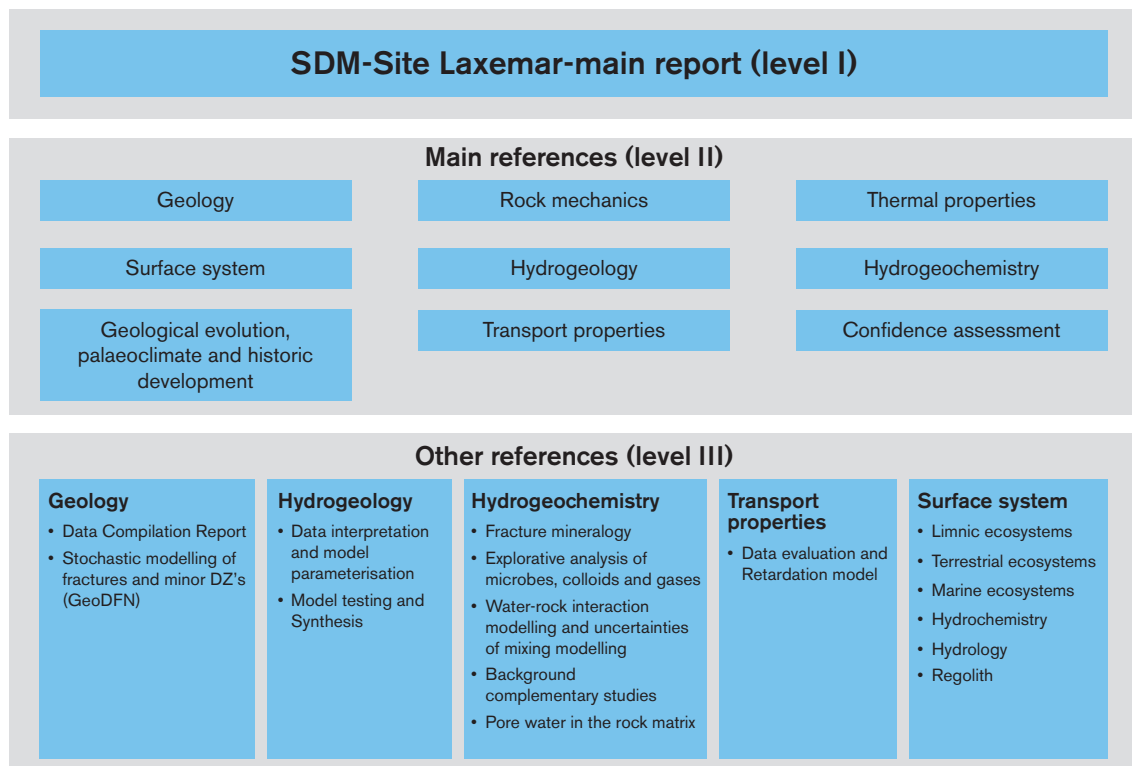 SDM-Site Laxemar-main report (level I)
Main references (level II)
Geology
Rock mechanics
Thermal properties
Surface system
Hydrogeology
Hydrogeochemistry
Geological evolution,
palaeoclimate and historic
development
Transport properties
Confidence assessment
Other references (level III)
Geology
• Data Compilation Report
• Stochastic modelling of
fractures and minor DZ's
(GeoDFN)
Hydrogeology
• Data interpretation
and model
parameterisation
• Model testing and
Synthesis
Hydrogeochemistry
• Fracture mineralogy
• Explorative analysis of
microbes, colloids and gases
• Water-rock interaction
modelling and uncertainties
of mixing modelling
• Background
complementary studies
• Pore water in the rock matrix
Transport
properties
• Data evaluation and
Retardation model
Surface system
• Limnic ecosystems
• Terrestrial ecosystems
• Marine ecosystems
• Hydrochemistry
• Hydrology
• Regolith